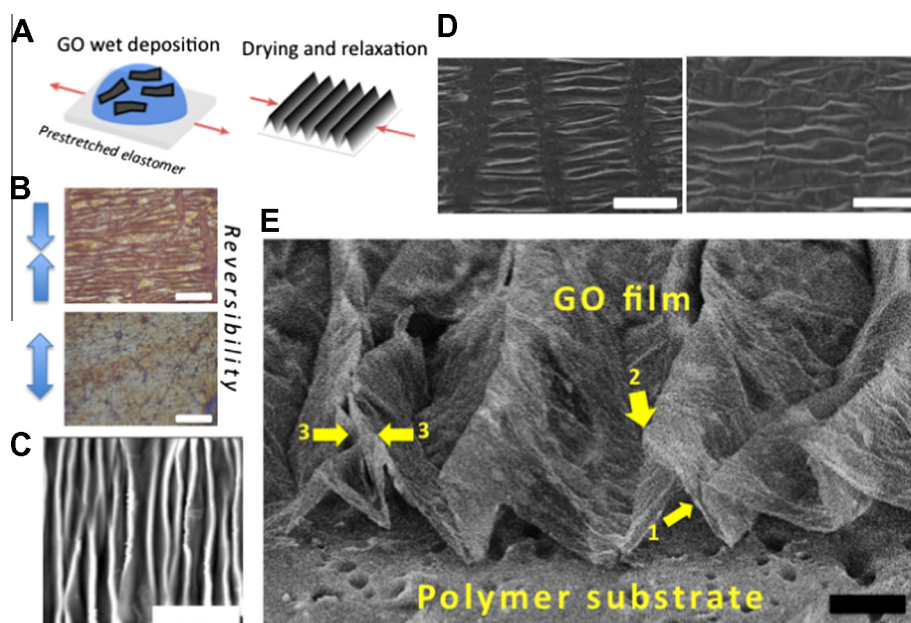 A
GO wet deposition
Prestretched elastomer
Drying and relaxation
B
Reversibility
C
D
E
GO film
2
3
3
1
Polymer substrate